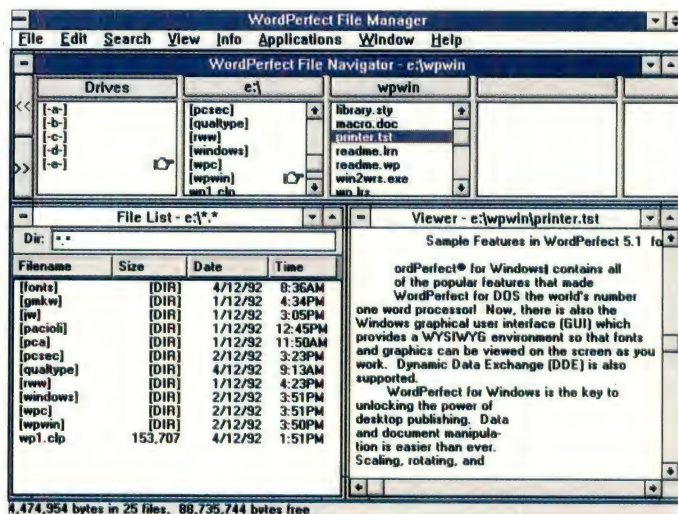 WordPerfect File Manager
File Edit Search View Info Applications Window Help
WordPerfect File Navigator - e:\wpwin
Drives e:\ wpwin
<<
>>
[-a-]
[-b-]
[-c-]
[-d-]
[-e-]
[pcsec]
[qualtype]
[rww]
[windows]
[wpc]
[wpwin]
wp1.clp
library.sty
macro.doc
printer.tst
readme.lrn
readme.wp
win2wrs.exe
wp.lrs
File List - e:\*.*
Dir: *.*
Filename Size Date Time
[fonts] [DIR] 4/12/92 8:36AM
[gmkw] [DIR] 1/12/92 4:34PM
[jw] [DIR] 1/12/92 3:05PM
[pacioli] [DIR] 1/12/92 12:45PM
[pca] [DIR] 1/12/92 11:50AM
[pcsec] [DIR] 2/12/92 3:23PM
[qualtype] [DIR] 4/12/92 9:13AM
[rww] [DIR] 1/12/92 4:23PM
[windows] [DIR] 2/12/92 3:51PM
[wpc] [DIR] 2/12/92 3:51PM
[wpwin] [DIR] 2/12/92 3:50PM
wp1.clp 153,707 4/12/92 1:51PM
Viewer - e:\wpwin\printer.tst
Sample Features in WordPerfect 5.1 fo
ordPerfect® for Windows| contains all
of the popular features that made
WordPerfect for DOS the world's number
one word processor! Now, there is also the
Windows graphical user interface (GUI) which
provides a WYSIWYG environment so that fonts
and graphics can be viewed on the screen as you
work. Dynamic Data Exchange (DDE) is also
supported.
WordPerfect for Windows is the key to
unlocking the power of
desktop publishing. Data
and document manipula-
tion is easier than ever.
Scaling, rotating, and
4,474,954 bytes in 25 files, 88,735,744 bytes free